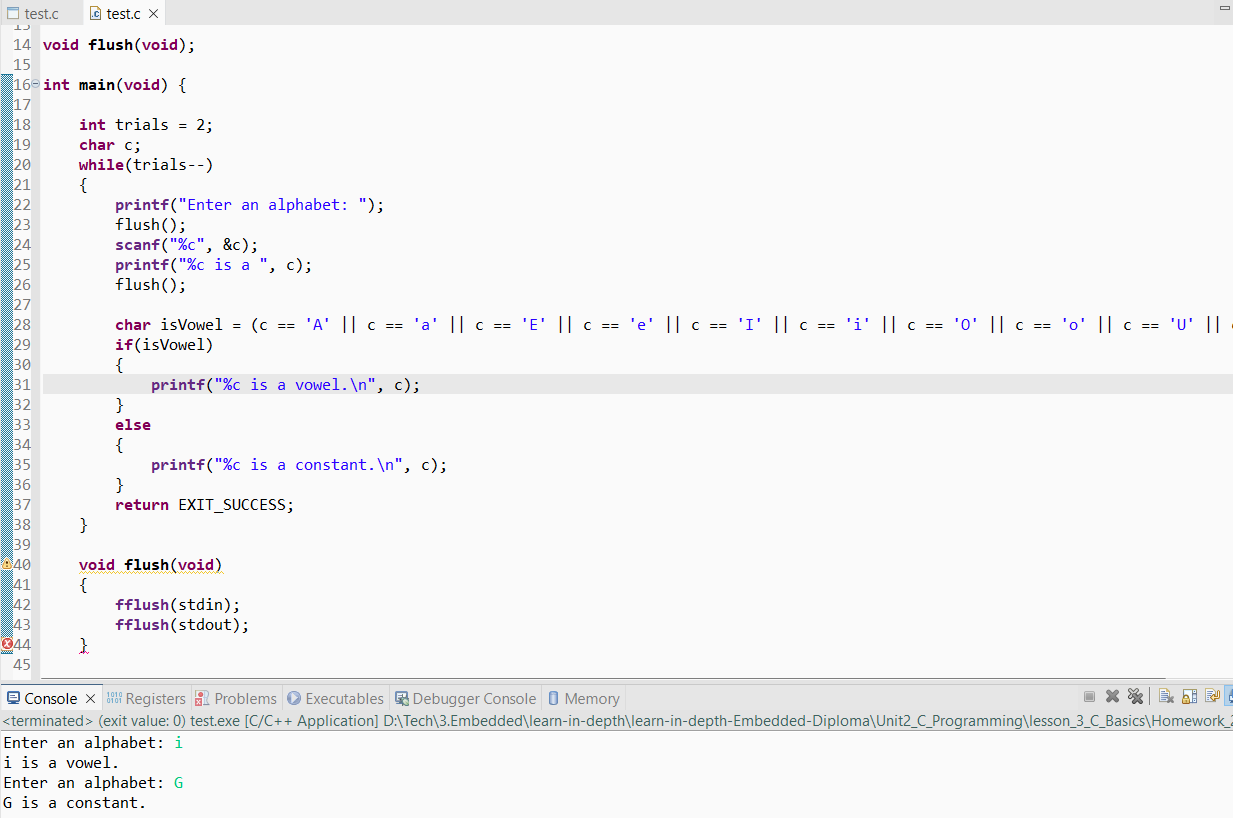 test.c test.c
13
14 void flush(void);
15
16 int main(void) {
17
18     int trials = 2;
19     char c;
20     while(trials--)
21     {
22         printf("Enter an alphabet: ");
23         flush();
24         scanf("%c", &c);
25         printf("%c is a ", c);
26         flush();
27
28         char isVowel = (c == 'A' || c == 'a' || c == 'E' || c == 'e' || c == 'I' || c == 'i' || c == 'O' || c == 'o' || c == 'U' ||
29         if(isVowel)
30         {
31             printf("%c is a vowel.\n", c);
32         }
33         else
34         {
35             printf("%c is a constant.\n", c);
36         }
37         return EXIT_SUCCESS;
38     }
39
40     void flush(void)
41     {
42         fflush(stdin);
43         fflush(stdout);
44     }
45
Console Registers Problems Executables Debugger Console Memory
<terminated> (exit value: 0) test.exe [C/C++ Application] D:\Tech\3.Embedded\learn-in-depth\learn-in-depth-Embedded-Diploma\Unit2_C_Programming\lesson_3_C_Basics\Homework_2
Enter an alphabet: i
i is a vowel.
Enter an alphabet: G
G is a constant.